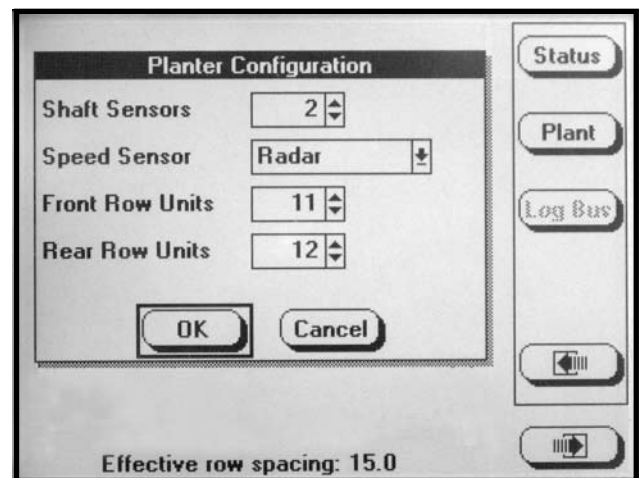 Planter Configuration
Shaft Sensors 2
Speed Sensor Radar
Front Row Units 11
Rear Row Units 12
OK Cancel
Effective row spacing: 15.0
Status
Plant
Log Bus